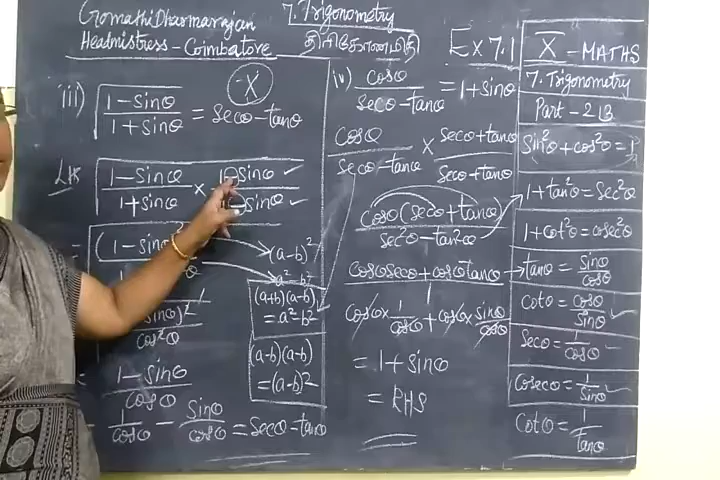 Gomathi Dharmarajan
Headmistress - Coimbatore
7. Trigonometry
திரிகோணமிதி
Ex 7.1
X - MATHS
7. Trigonometry
Part - 2 B
X
iii) √(1 - sinθ / 1 + sinθ) = secθ - tanθ
LHS √(1 - sinθ / 1 + sinθ × 1 - sinθ / 1 - sinθ)
= √((1 - sinθ
(a-b)²
a² - b²
(a+b)(a-b)
= a² - b²
(a-b)(a-b)
= (a-b)²
sinθ)² / cos²θ
= 1 - sinθ / cosθ
= 1/cosθ - sinθ/cosθ = secθ - tanθ
iv) cosθ / secθ - tanθ = 1 + sinθ
cosθ / secθ - tanθ × secθ + tanθ / secθ + tanθ
cosθ (secθ + tanθ) / sec²θ - tan²θ
cosθ secθ + cosθ tanθ / 1
cosθ × 1/cosθ + cosθ × sinθ/cosθ
= 1 + sinθ
= RHS
sin²θ + cos²θ = 1
1 + tan²θ = sec²θ
1 + cot²θ = cosec²θ
tanθ = sinθ/cosθ
cotθ = cosθ/sinθ
secθ = 1/cosθ
cosecθ = 1/sinθ
cotθ = 1/tanθ